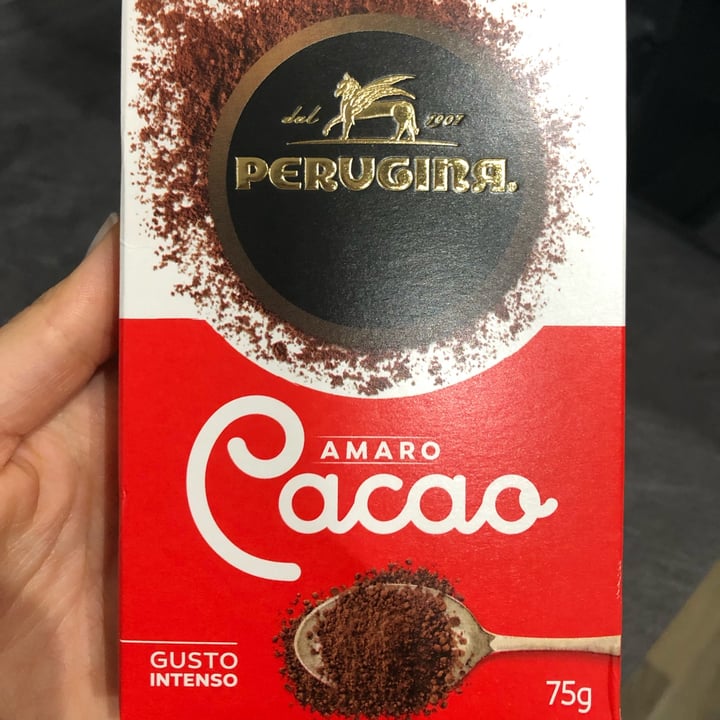 dal 1907
PERUGINA.
AMARO
Cacao
GUSTO
INTENSO
75g